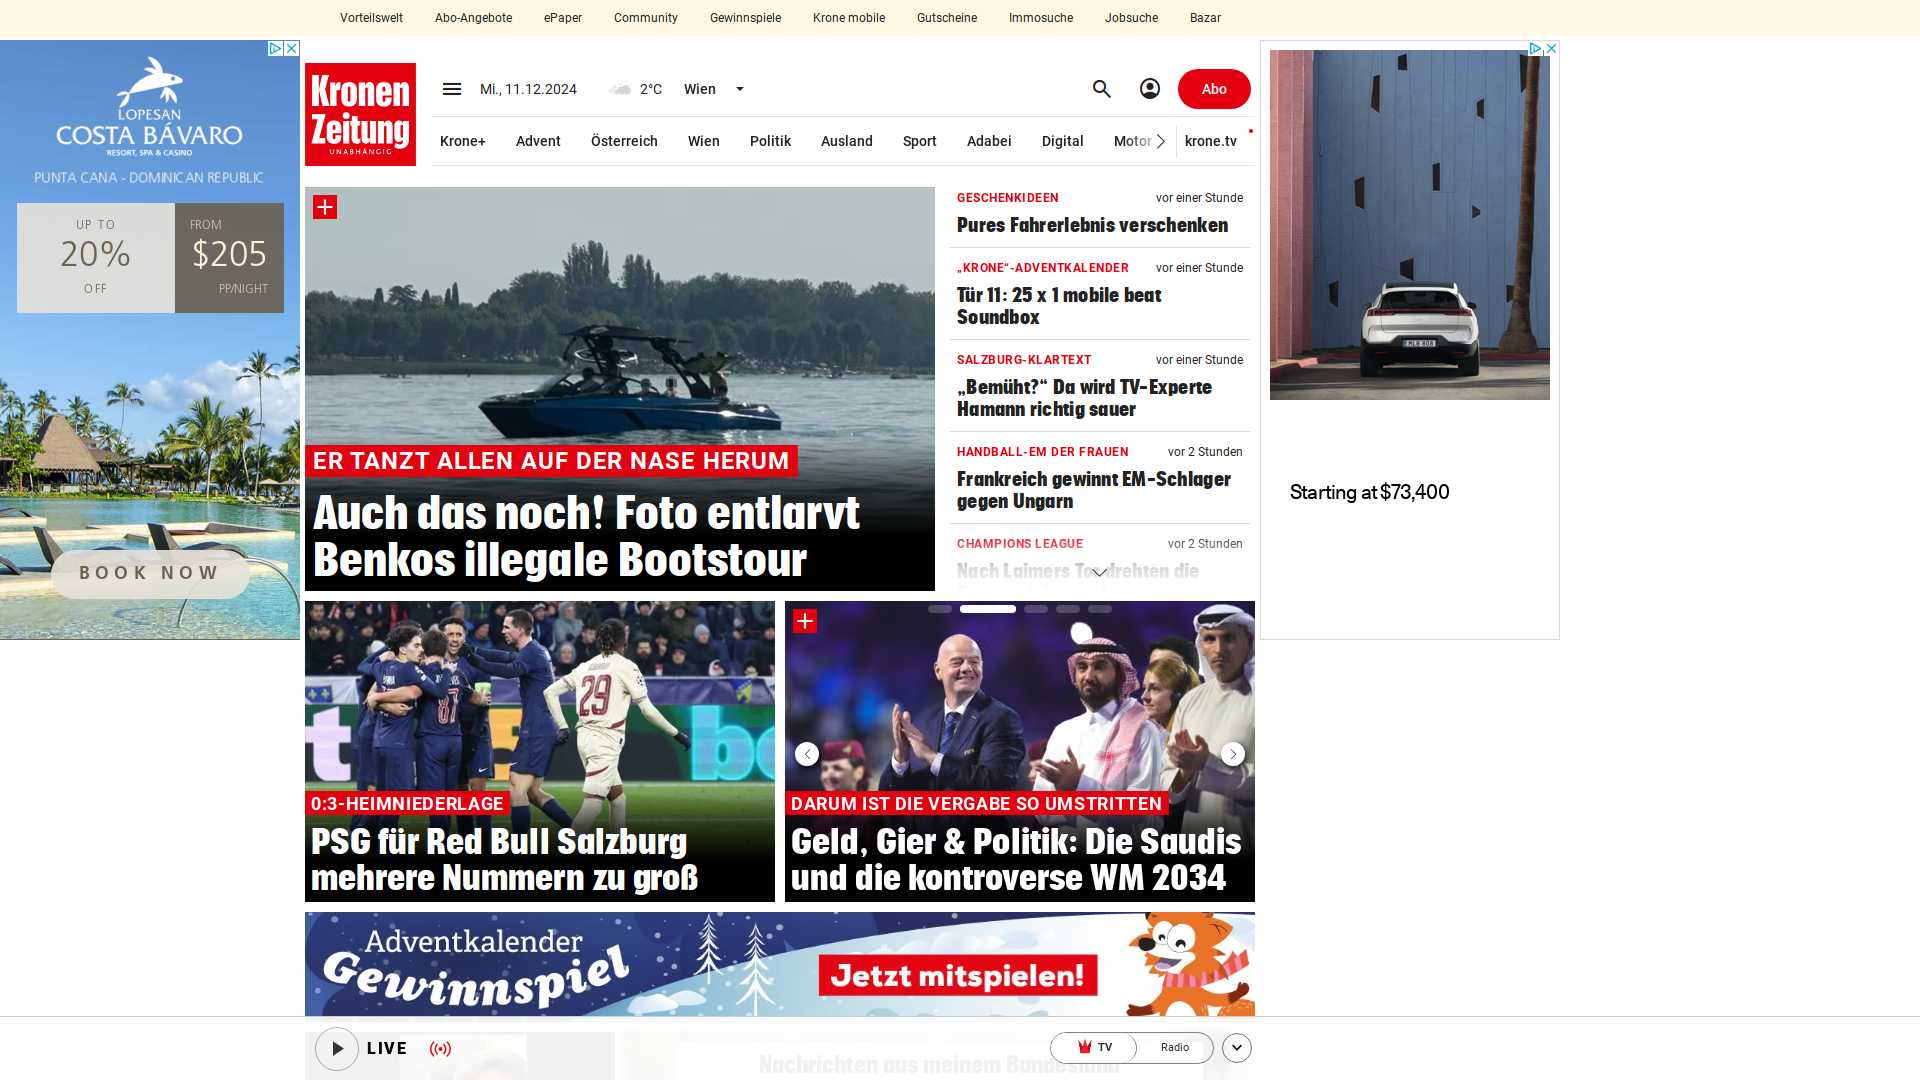 Vorteilswelt Abo-Angebote ePaper Community Gewinnspiele Krone mobile Gutscheine Immosuche Jobsuche Bazar
LOPESAN
COSTA BÁVARO
RESORT, SPA & CASINO
PUNTA CANA - DOMINICAN REPUBLIC
UP TO
20%
OFF
FROM
$205
PP/NIGHT
BOOK NOW
Kronen
Zeitung
UNABHÄNGIG
Mi., 11.12.2024 2°C Wien
Abo
Krone+ Advent Österreich Wien Politik Ausland Sport Adabei Digital Motor krone.tv
ER TANZT ALLEN AUF DER NASE HERUM
Auch das noch! Foto entlarvt
Benkos illegale Bootstour
GESCHENKIDEEN vor einer Stunde
Pures Fahrerlebnis verschenken
„KRONE“-ADVENTKALENDER vor einer Stunde
Tür 11: 25 x 1 mobile beat
Soundbox
SALZBURG-KLARTEXT vor einer Stunde
„Bemüht?“ Da wird TV-Experte
Hamann richtig sauer
HANDBALL-EM DER FRAUEN vor 2 Stunden
Frankreich gewinnt EM-Schlager
gegen Ungarn
CHAMPIONS LEAGUE vor 2 Stunden
Nach Laimers Tor drehten die
Starting at $73,400
29
87
0:3-HEIMNIEDERLAGE
PSG für Red Bull Salzburg
mehrere Nummern zu groß
DARUM IST DIE VERGABE SO UMSTRITTEN
Geld, Gier & Politik: Die Saudis
und die kontroverse WM 2034
Adventkalender
Gewinnspiel
Jetzt mitspielen!
LIVE
TV
Radio
Nachrichten aus meinem Bundesland